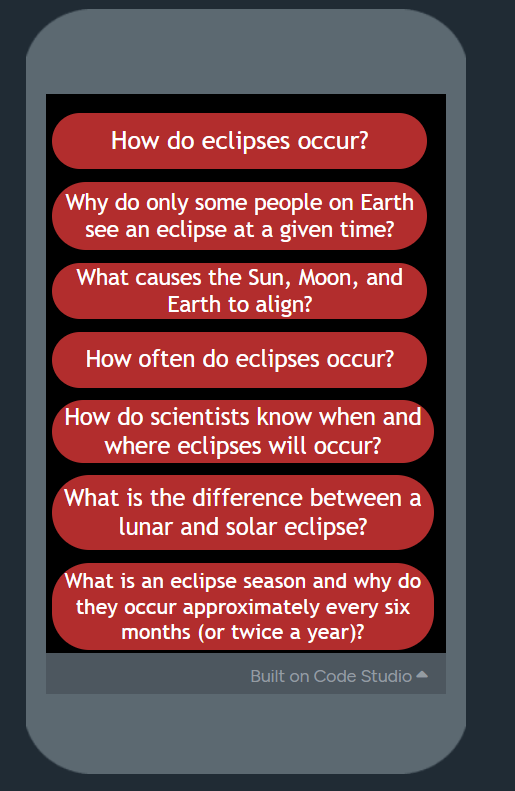 How do eclipses occur?
Why do only some people on Earth
see an eclipse at a given time?
What causes the Sun, Moon, and
Earth to align?
How often do eclipses occur?
How do scientists know when and
where eclipses will occur?
What is the difference between a
lunar and solar eclipse?
What is an eclipse season and why do
they occur approximately every six
months (or twice a year)?
Built on Code Studio